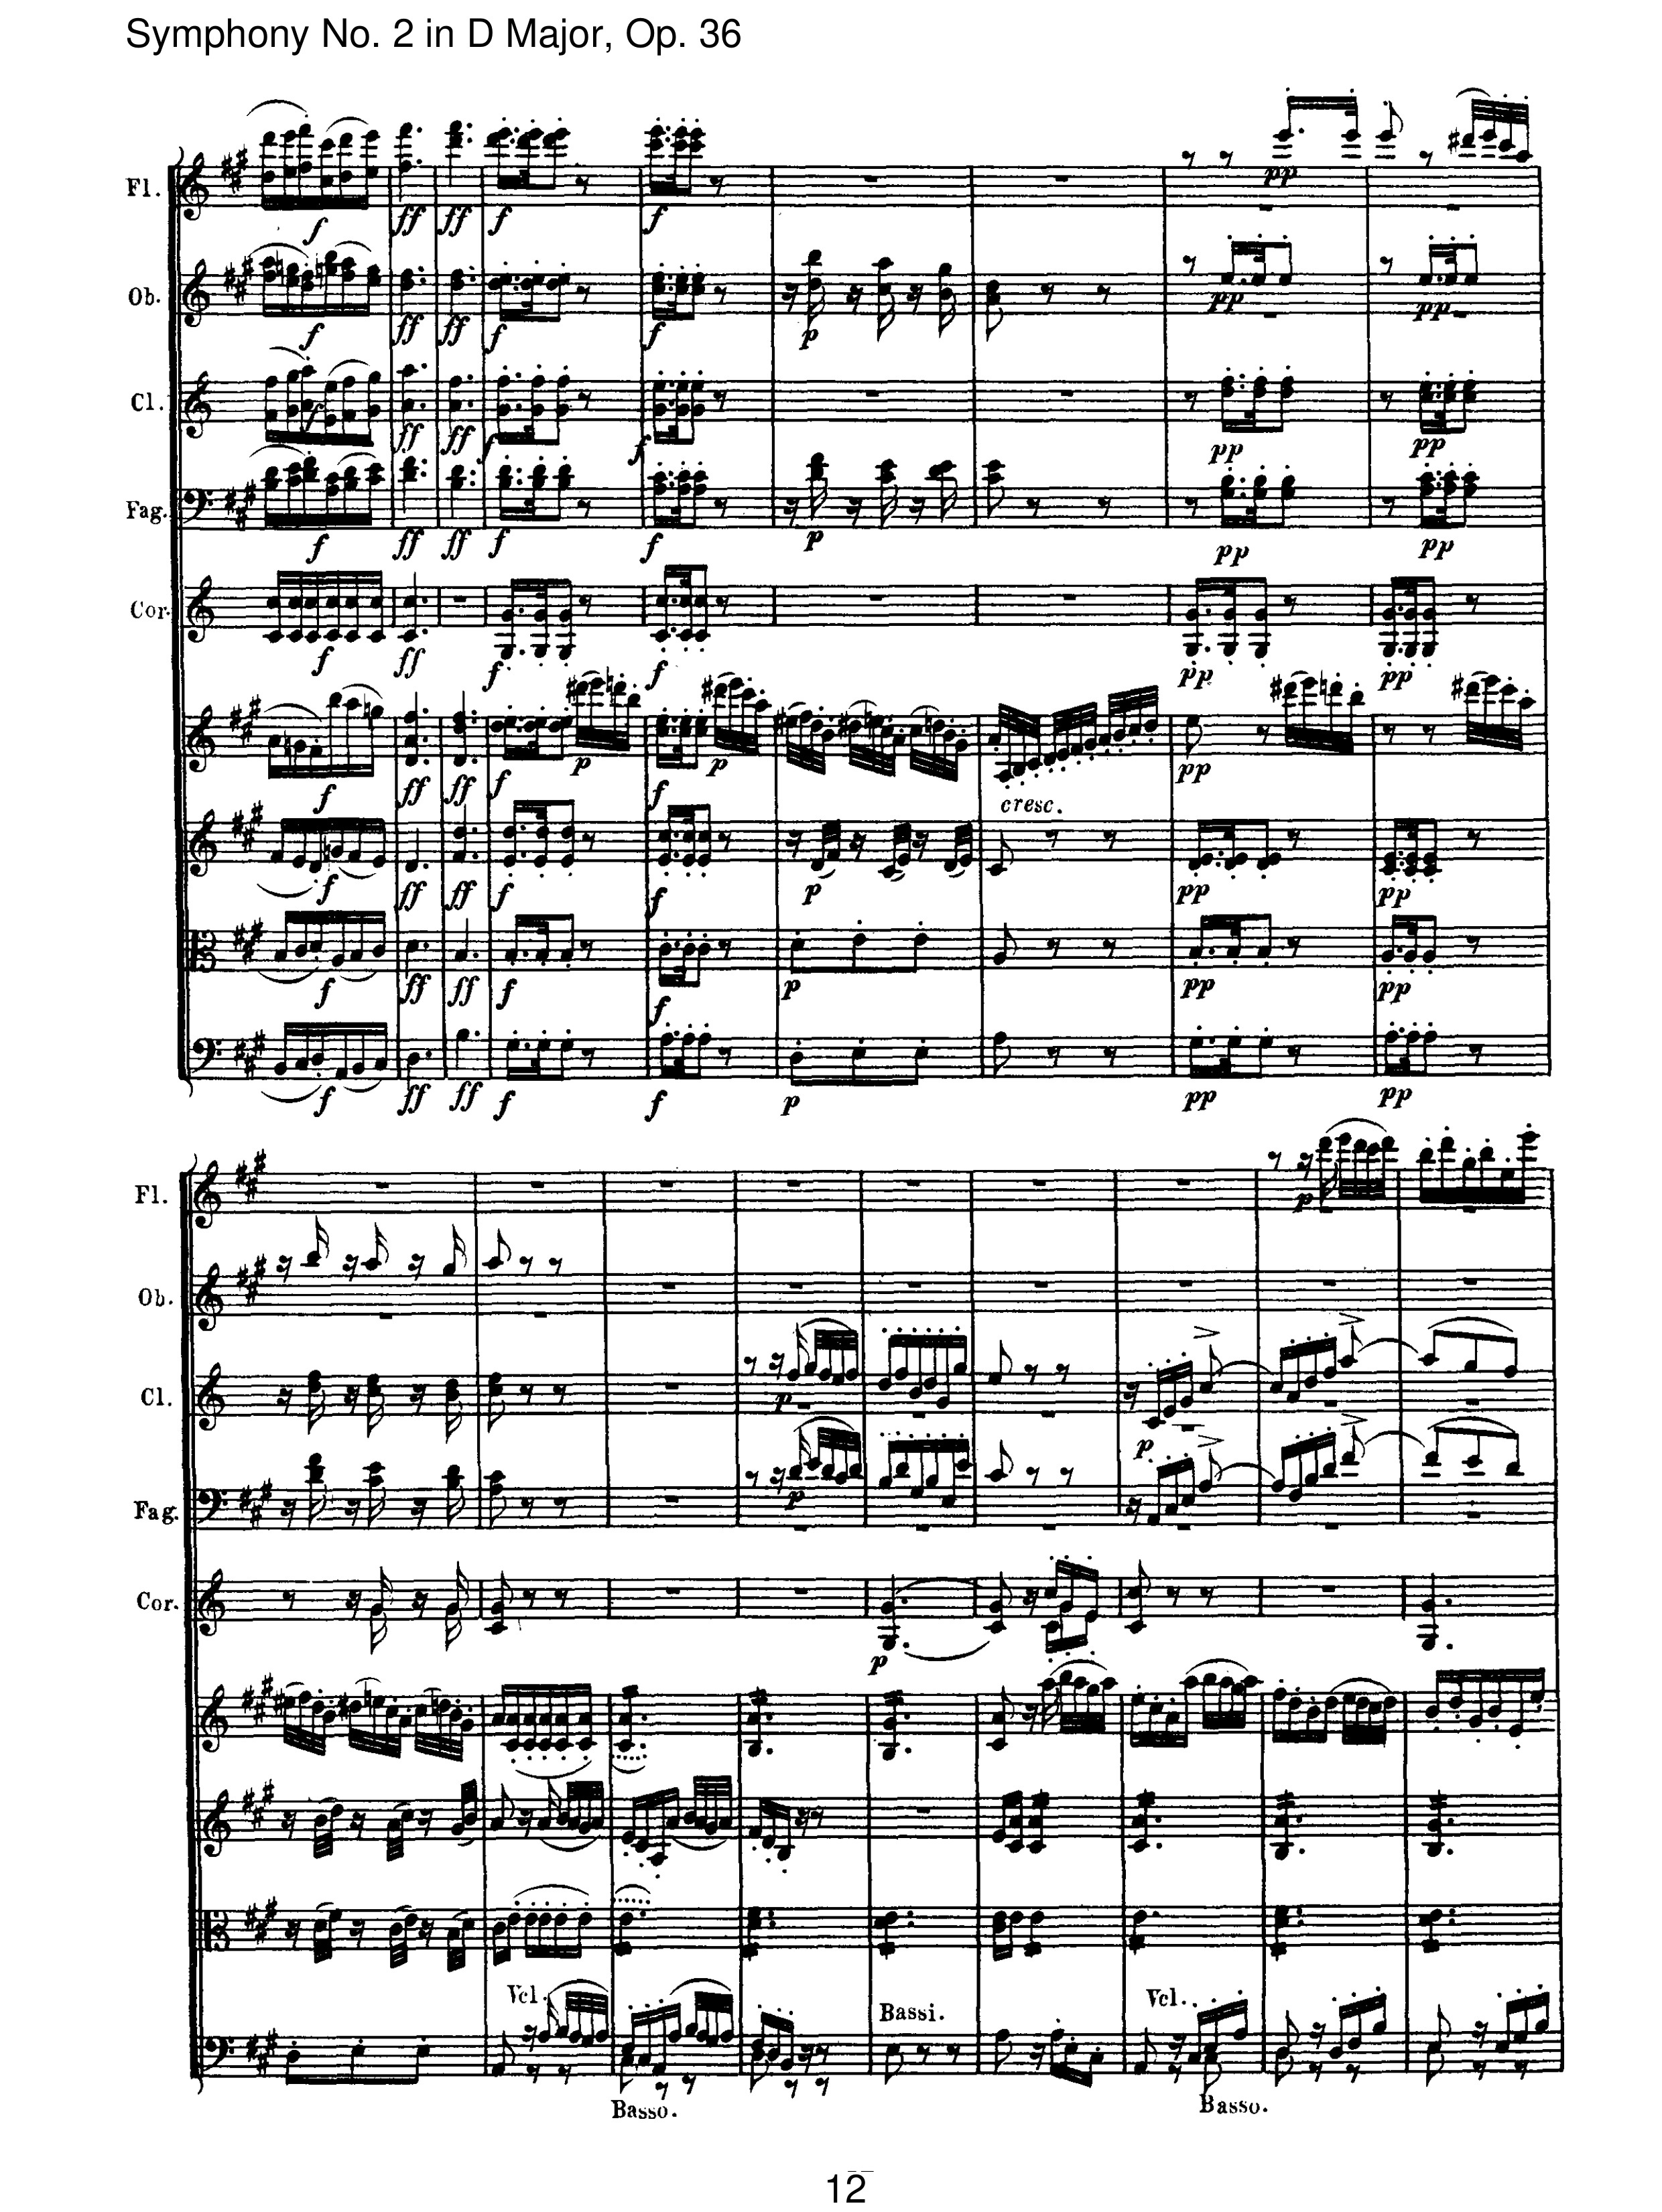 Symphony No. 2 in D Major, Op. 36
Fl.
f ff ff f f pp
Ob.
f ff ff f f p pp pp
Cl.
f ff ff f f pp pp
Fag.
f ff ff f f p pp pp
Cor.
f ff f f pp pp
f ff ff f p f p cresc. pp
f ff ff f f p pp pp
f ff ff f f p pp pp
f ff ff f f p pp pp
Fl.
p
Ob.
Cl.
p p
Fag.
p
Cor.
p
Vcl. Bassi. Vcl.
Basso. Basso.
12